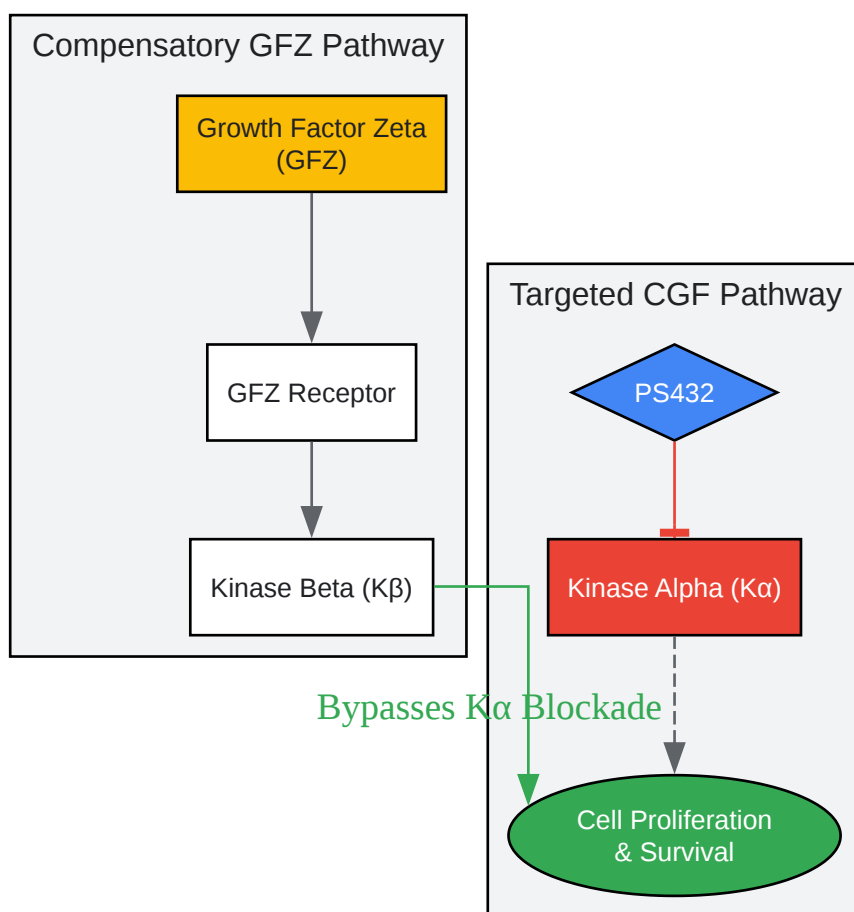 Compensatory GFZ Pathway
Growth Factor Zeta
(GFZ)
GFZ Receptor
Kinase Beta (Kβ)
Targeted CGF Pathway
PS432
Kinase Alpha (Kα)
Bypasses Kα Blockade
Cell Proliferation
& Survival